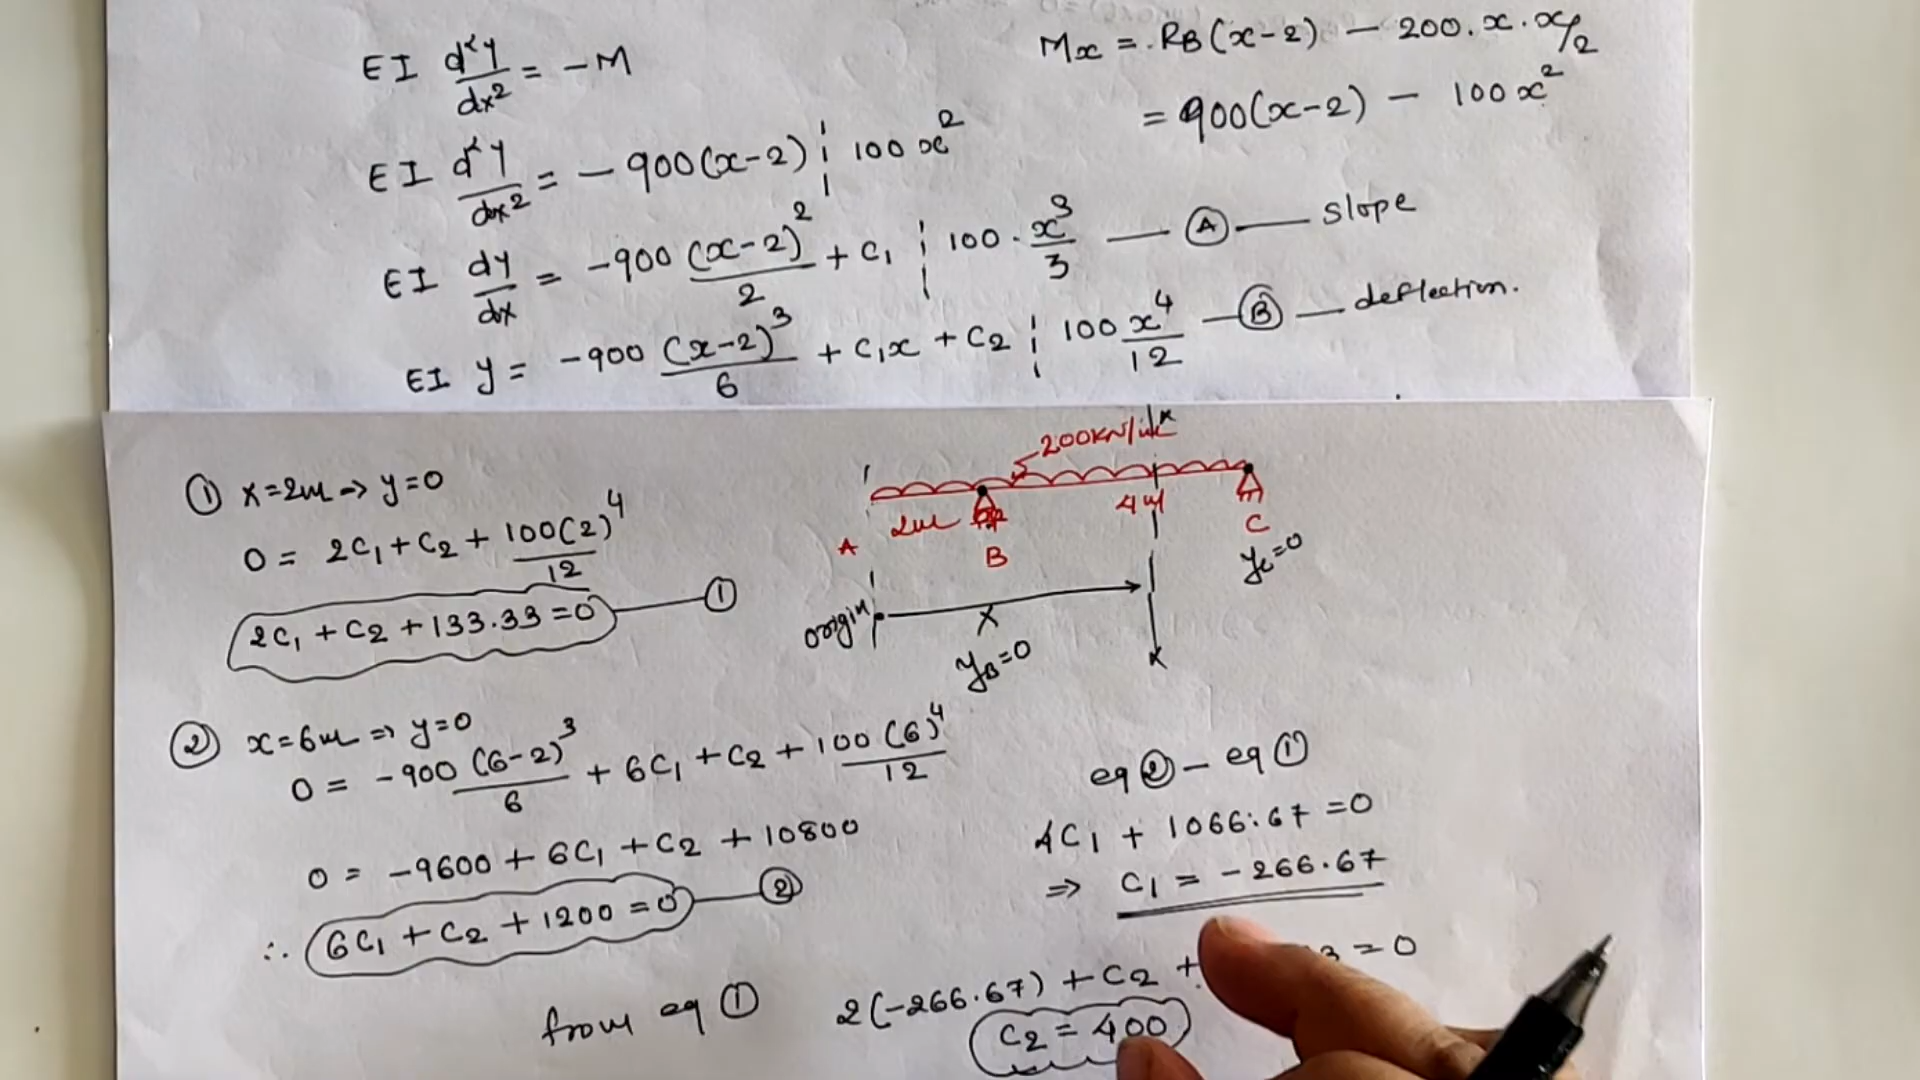 EI d²y/dx² = -M
Mx = RB(x-2) - 200.x.x/2
= 900(x-2) - 100x²
EI d²y/dx² = -900(x-2) ¦ 100x²
EI dy/dx = -900 (x-2)²/2 + C₁ ¦ 100.x³/3 — Ⓐ — slope
EI y = -900 (x-2)³/6 + C₁x + C₂ ¦ 100 x⁴/12 — Ⓑ — deflection.
① x=2m → y=0
0 = 2C₁ + C₂ + 100(2)⁴/12
2C₁ + C₂ + 133.33 = 0 — ①
x
200KN/m
2m
4m
A
B
C
yc=0
origin
x
yB=0
x
② x=6m ⇒ y=0
0 = -900 (6-2)³/6 + 6C₁ + C₂ + 100(6)⁴/12
0 = -9600 + 6C₁ + C₂ + 10800
∴ 6C₁ + C₂ + 1200 = 0 — ②
eq ② - eq ①
4C₁ + 1066.67 = 0
⇒ C₁ = -266.67
from eq ① 2(-266.67) + C₂ + 3 = 0
C₂ = 400